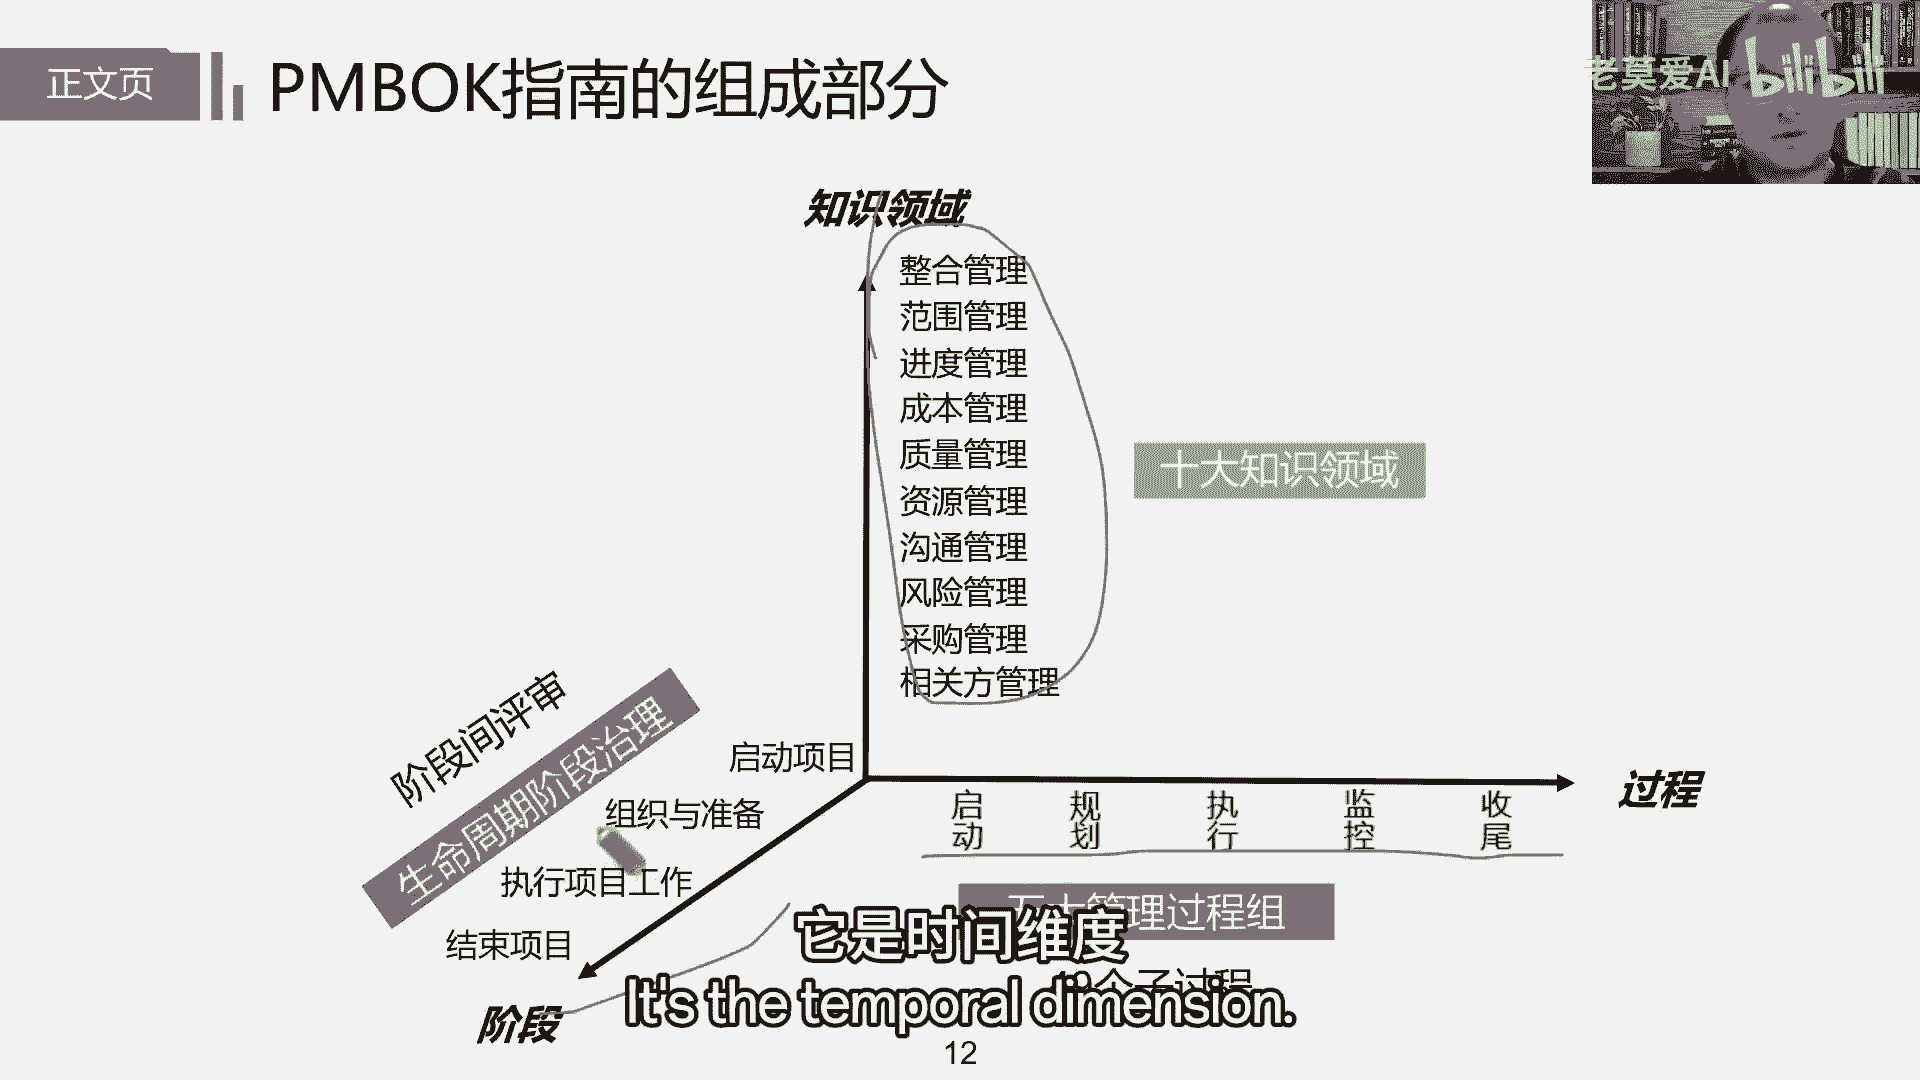 正文页
PMBOK指南的组成部分
老莫爱AI bilibili
知识领域
整合管理
范围管理
进度管理
成本管理
质量管理
资源管理
沟通管理
风险管理
采购管理
相关方管理
十大知识领域
阶段间评审
生命周期阶段治理
启动项目
组织与准备
执行项目工作
结束项目
阶段
过程
启动
规划
执行
监控
收尾
五大管理过程组
个子过程
它是时间维度
It's the temporal dimension.
12